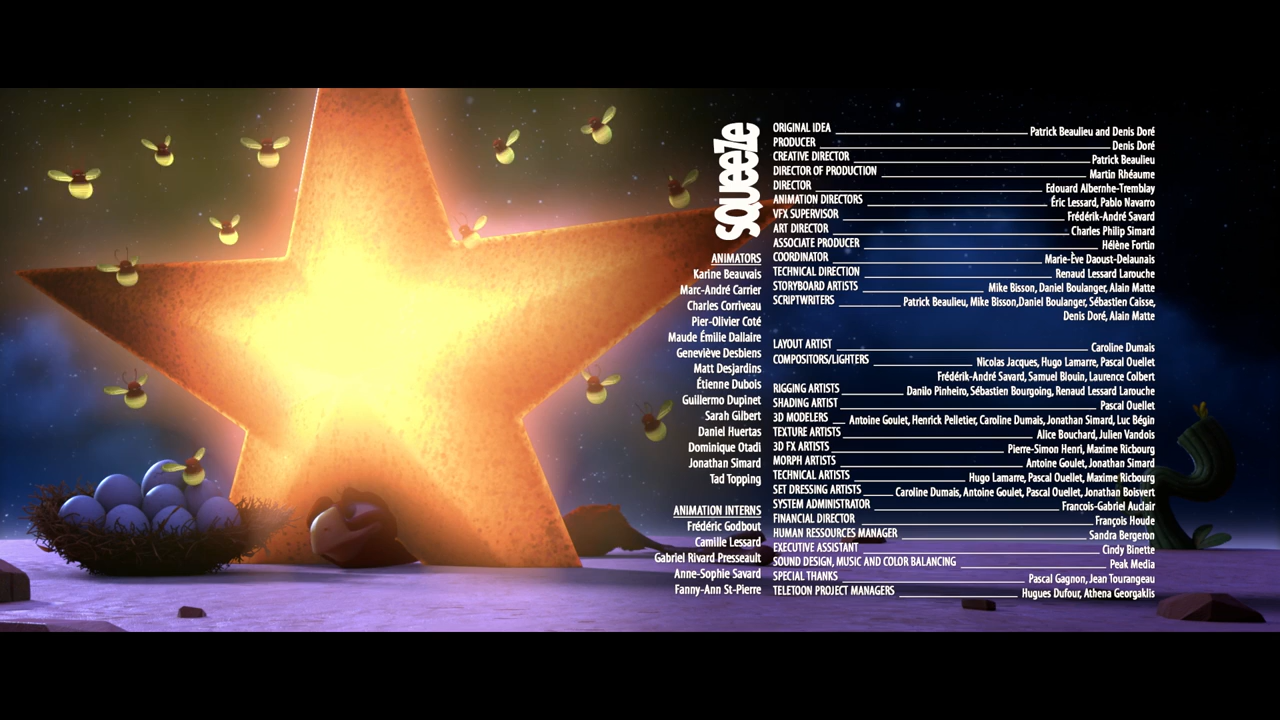 squeeze
ANIMATORS
Karine Beauvais
Marc-André Carrier
Charles Corriveau
Pier-Olivier Coté
Maude Émilie Dallaire
Geneviève Desbiens
Matt Desjardins
Étienne Dubois
Guillermo Dupinet
Sarah Gilbert
Daniel Huertas
Dominique Otadi
Jonathan Simard
Tad Topping
ANIMATION INTERNS
Frédéric Godbout
Camille Lessard
Gabriel Rivard Presseault
Anne-Sophie Savard
Fanny-Ann St-Pierre
ORIGINAL IDEA Patrick Beaulieu and Denis Doré
PRODUCER Denis Doré
CREATIVE DIRECTOR Patrick Beaulieu
DIRECTOR OF PRODUCTION Martin Rhéaume
DIRECTOR Edouard Albernhe-Tremblay
ANIMATION DIRECTORS Éric Lessard, Pablo Navarro
VFX SUPERVISOR Frédérik-André Savard
ART DIRECTOR Charles Philip Simard
ASSOCIATE PRODUCER Hélène Fortin
COORDINATOR Marie-Ève Daoust-Delaunais
TECHNICAL DIRECTION Renaud Lessard Larouche
STORYBOARD ARTISTS Mike Bisson, Daniel Boulanger, Alain Matte
SCRIPTWRITERS Patrick Beaulieu, Mike Bisson,Daniel Boulanger, Sébastien Caisse,
Denis Doré, Alain Matte
LAYOUT ARTIST Caroline Dumais
COMPOSITORS/LIGHTERS Nicolas Jacques, Hugo Lamarre, Pascal Ouellet
Frédérik-André Savard, Samuel Blouin, Laurence Colbert
RIGGING ARTISTS Danilo Pinheiro, Sébastien Bourgoing, Renaud Lessard Larouche
SHADING ARTIST Pascal Ouellet
3D MODELERS Antoine Goulet, Henrick Pelletier, Caroline Dumais, Jonathan Simard, Luc Bégin
TEXTURE ARTISTS Alice Bouchard, Julien Vandois
3D FX ARTISTS Pierre-Simon Henri, Maxime Ricbourg
MORPH ARTISTS Antoine Goulet, Jonathan Simard
TECHNICAL ARTISTS Hugo Lamarre, Pascal Ouellet, Maxime Ricbourg
SET DRESSING ARTISTS Caroline Dumais, Antoine Goulet, Pascal Ouellet, Jonathan Boisvert
SYSTEM ADMINISTRATOR Francois-Gabriel Auclair
FINANCIAL DIRECTOR François Houde
HUMAN RESSOURCES MANAGER Sandra Bergeron
EXECUTIVE ASSISTANT Cindy Binette
SOUND DESIGN, MUSIC AND COLOR BALANCING Peak Media
SPECIAL THANKS Pascal Gagnon, Jean Tourangeau
TELETOON PROJECT MANAGERS Hugues Dufour, Athena Georgaklis